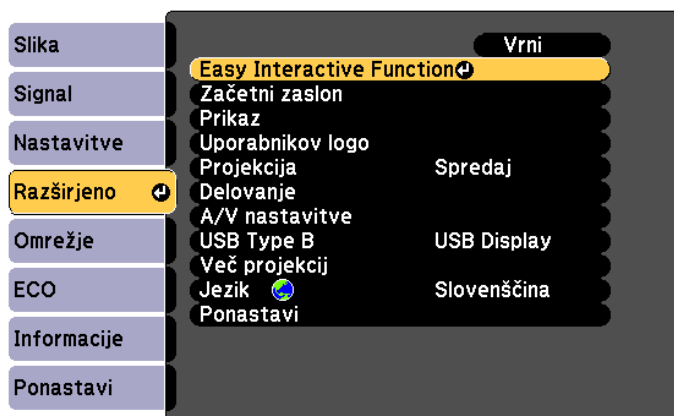 Slika
Signal
Nastavitve
Razširjeno
Omrežje
ECO
Informacije
Ponastavi
Vrni
Easy Interactive Function
Začetni zaslon
Prikaz
Uporabnikov logo
Projekcija Spredaj
Delovanje
A/V nastavitve
USB Type B USB Display
Več projekcij
Jezik Slovenščina
Ponastavi